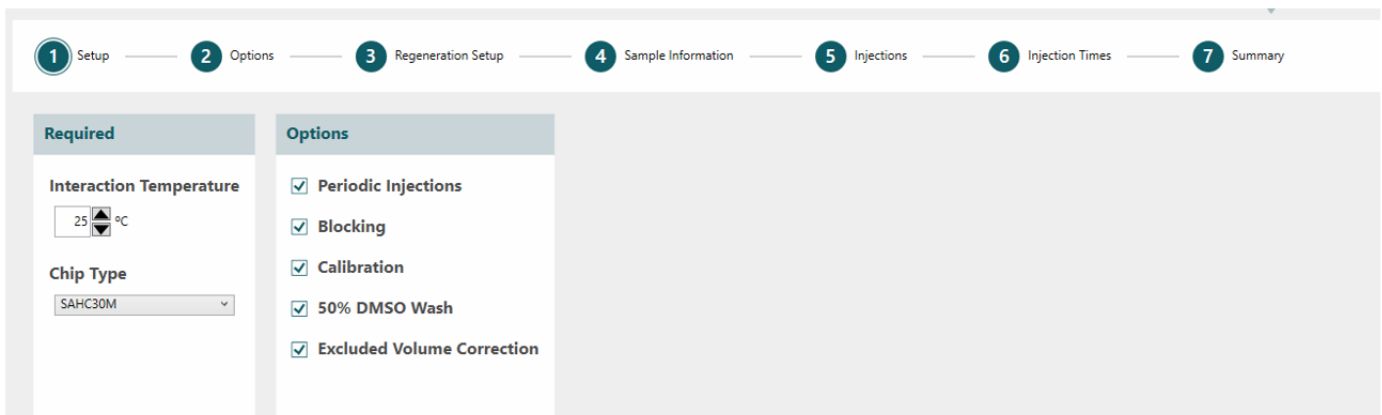 1 Setup 2 Options 3 Regeneration Setup 4 Sample Information 5 Injections 6 Injection Times 7 Summary
Required
Interaction Temperature
25 ºC
Chip Type
SAHC30M
Options
Periodic Injections
Blocking
Calibration
50% DMSO Wash
Excluded Volume Correction